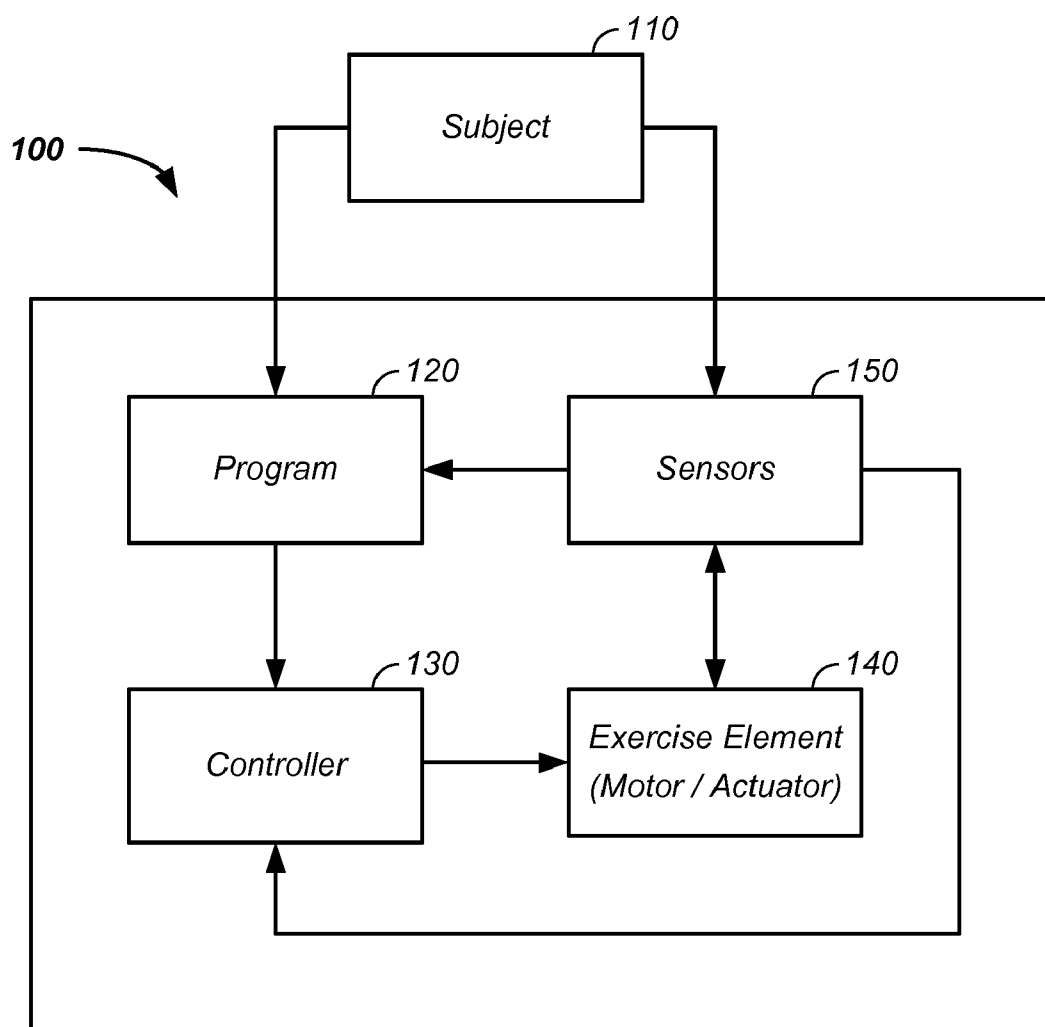 110
Subject
100
120
Program
150
Sensors
130
Controller
140
Exercise Element
(Motor / Actuator)